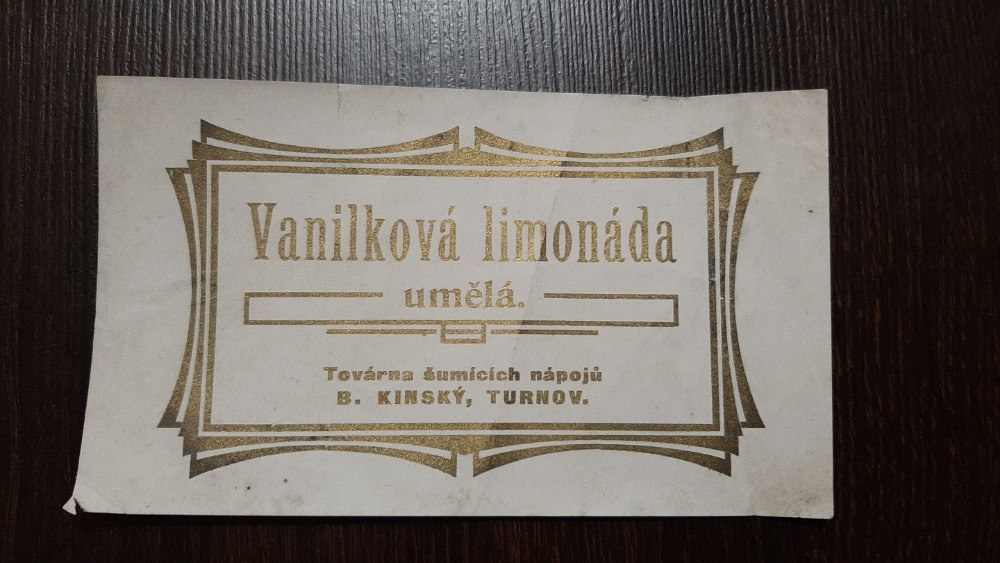 Vanilková limonáda
umělá.
Továrna šumících nápojů
B. KINSKÝ, TURNOV.